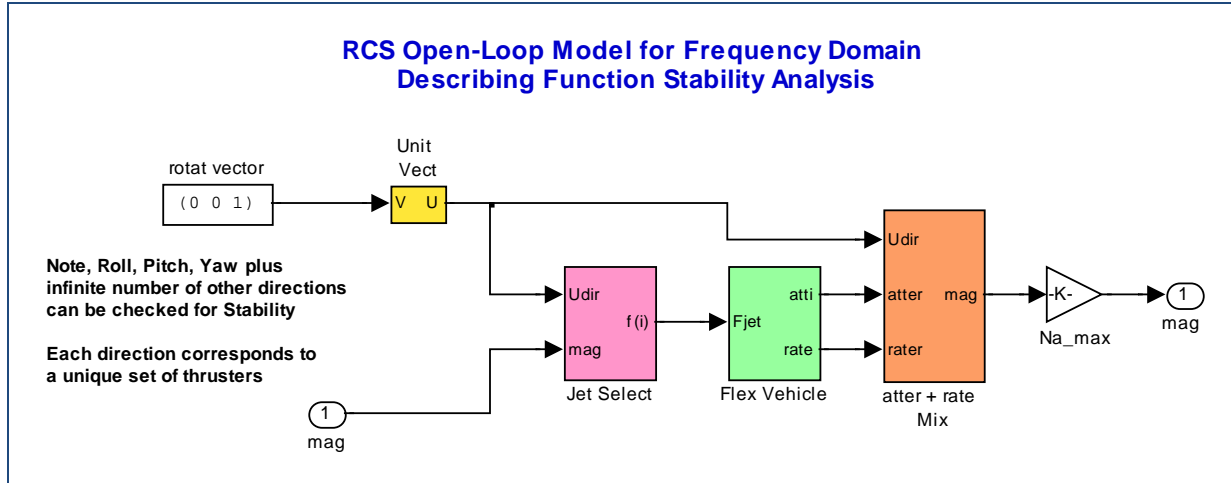 RCS Open-Loop Model for Frequency Domain
Describing Function Stability Analysis
Unit
Vect
rotat vector
(0 0 1)
V U
Note, Roll, Pitch, Yaw plus
infinite number of other directions
can be checked for Stability
Each direction corresponds to
a unique set of thrusters
1
mag
Udir
mag
f(i)
Jet Select
Fjet
atti
rate
Flex Vehicle
Udir
atter
rater
mag
atter + rate
Mix
-K-
Na_max
1
mag